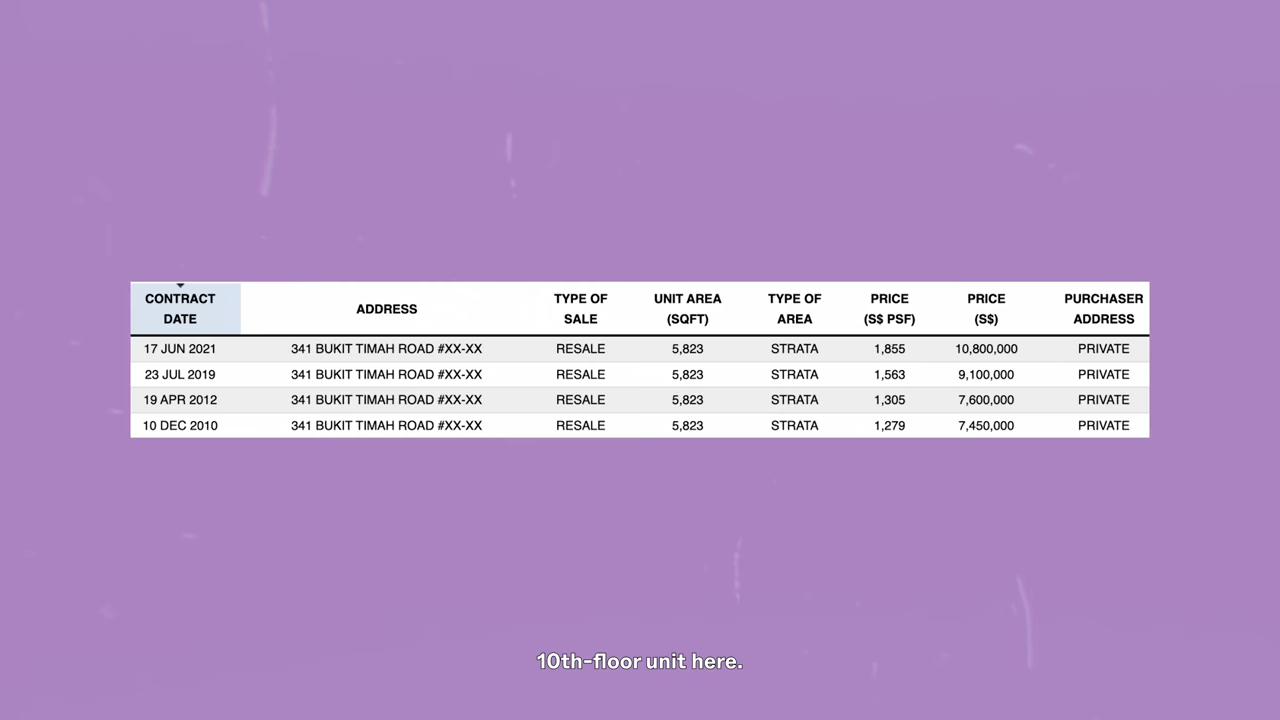 CONTRACT DATE ADDRESS TYPE OF SALE UNIT AREA (SQFT) TYPE OF AREA PRICE (S$ PSF) PRICE (S$) PURCHASER ADDRESS
17 JUN 2021 341 BUKIT TIMAH ROAD #XX-XX RESALE 5,823 STRATA 1,855 10,800,000 PRIVATE
23 JUL 2019 341 BUKIT TIMAH ROAD #XX-XX RESALE 5,823 STRATA 1,563 9,100,000 PRIVATE
19 APR 2012 341 BUKIT TIMAH ROAD #XX-XX RESALE 5,823 STRATA 1,305 7,600,000 PRIVATE
10 DEC 2010 341 BUKIT TIMAH ROAD #XX-XX RESALE 5,823 STRATA 1,279 7,450,000 PRIVATE
10th-floor unit here.